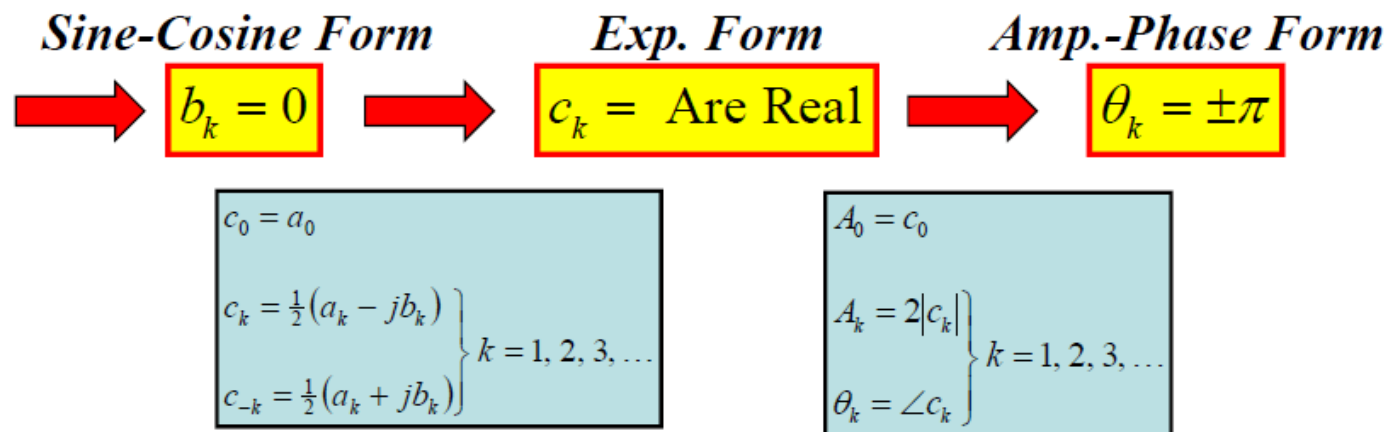 Sine-Cosine Form Exp. Form Amp.-Phase Form
b_k = 0 c_k = Are Real θ_k = ±π
c_0 = a_0
c_k = ½(a_k − jb_k)
c_{−k} = ½(a_k + jb_k)
} k = 1, 2, 3, …
A_0 = c_0
A_k = 2|c_k|
θ_k = ∠c_k
} k = 1, 2, 3, …